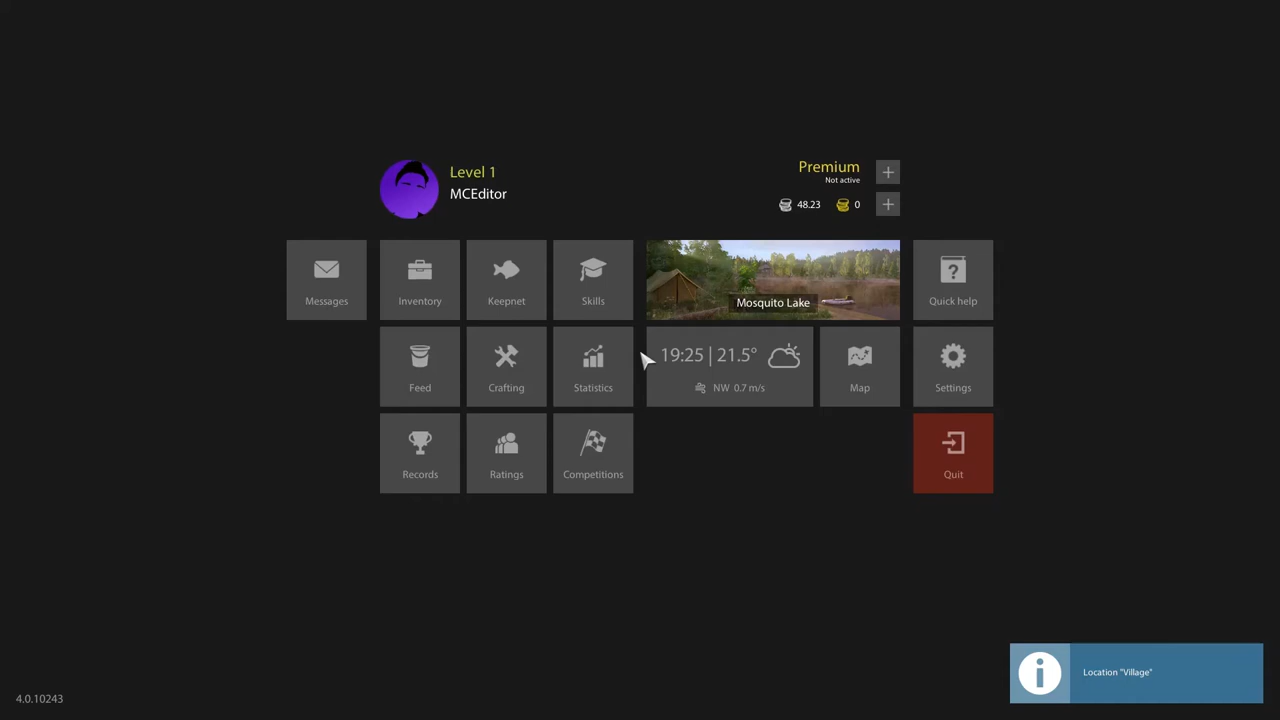 Level 1
MCEditor
Premium
Not active
48.23
0
Messages
Inventory
Keepnet
Skills
Mosquito Lake
?
Quick help
Feed
Crafting
Statistics
19:25 | 21.5°
NW 0.7 m/s
Map
Settings
Records
Ratings
Competitions
Quit
i
Location "Village"
4.0.10243